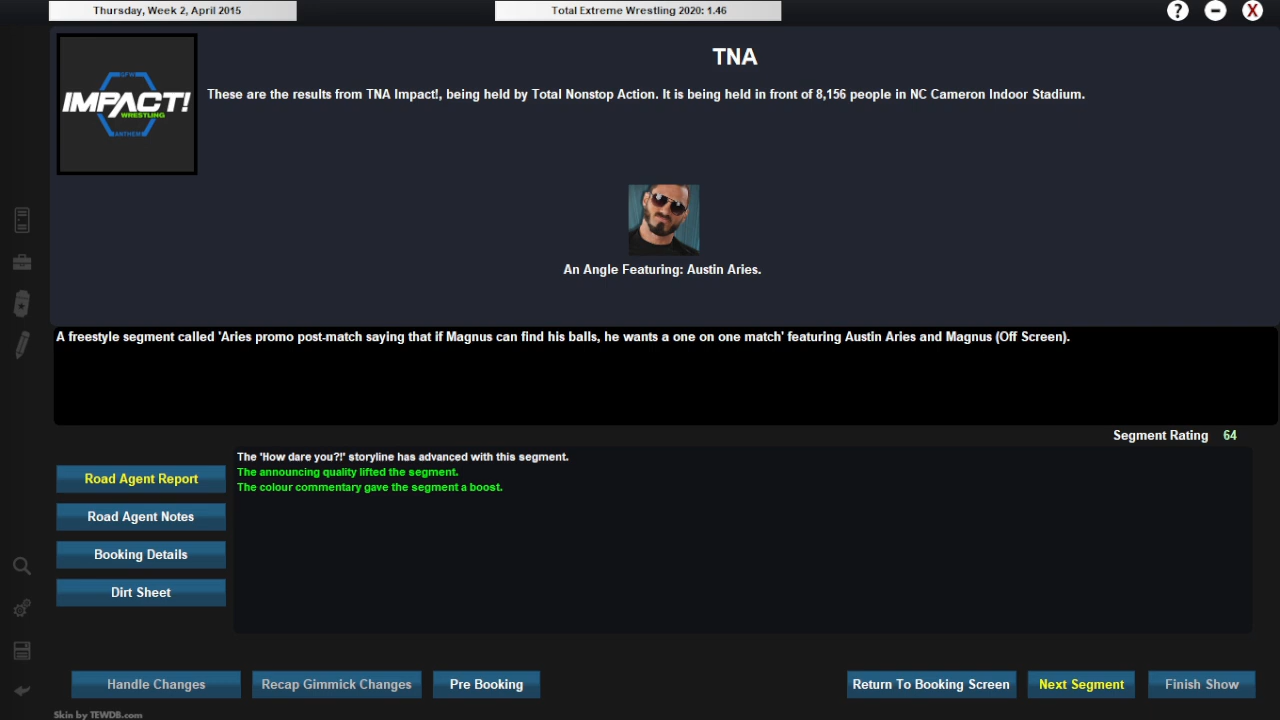 Thursday, Week 2, April 2015
Total Extreme Wrestling 2020: 1.46
?
X
TNA
GFW
IMPACT!
WRESTLING
ANTHEM
These are the results from TNA Impact!, being held by Total Nonstop Action. It is being held in front of 8,156 people in NC Cameron Indoor Stadium.
An Angle Featuring: Austin Aries.
A freestyle segment called 'Aries promo post-match saying that if Magnus can find his balls, he wants a one on one match' featuring Austin Aries and Magnus (Off Screen).
Segment Rating 64
The 'How dare you?!' storyline has advanced with this segment.
The announcing quality lifted the segment.
The colour commentary gave the segment a boost.
Road Agent Report
Road Agent Notes
Booking Details
Dirt Sheet
Handle Changes
Recap Gimmick Changes
Pre Booking
Return To Booking Screen
Next Segment
Finish Show
Skin by TEWDB.com